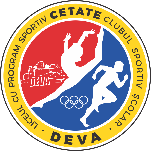 LICEUL CU PROGRAM SPORTIV CETATE CLUBUL SPORTIV ȘCOLAR
DEVA